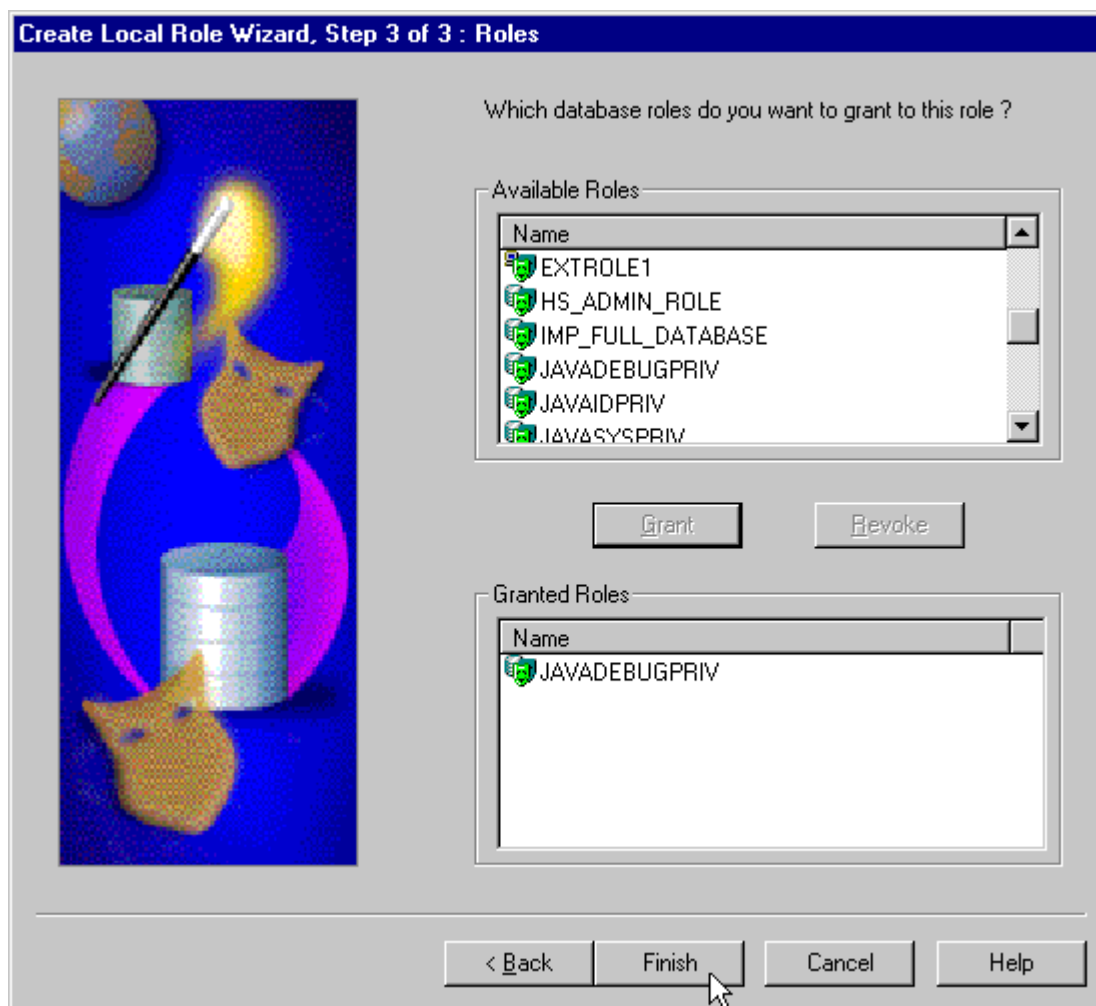 Create Local Role Wizard, Step 3 of 3 : Roles
Which database roles do you want to grant to this role ?
Available Roles
Name
EXTROLE1
HS_ADMIN_ROLE
IMP_FULL_DATABASE
JAVADEBUGPRIV
JAVAIDPRIV
JAVASYSPRIV
Grant Revoke
Granted Roles
Name
JAVADEBUGPRIV
< Back Finish Cancel Help